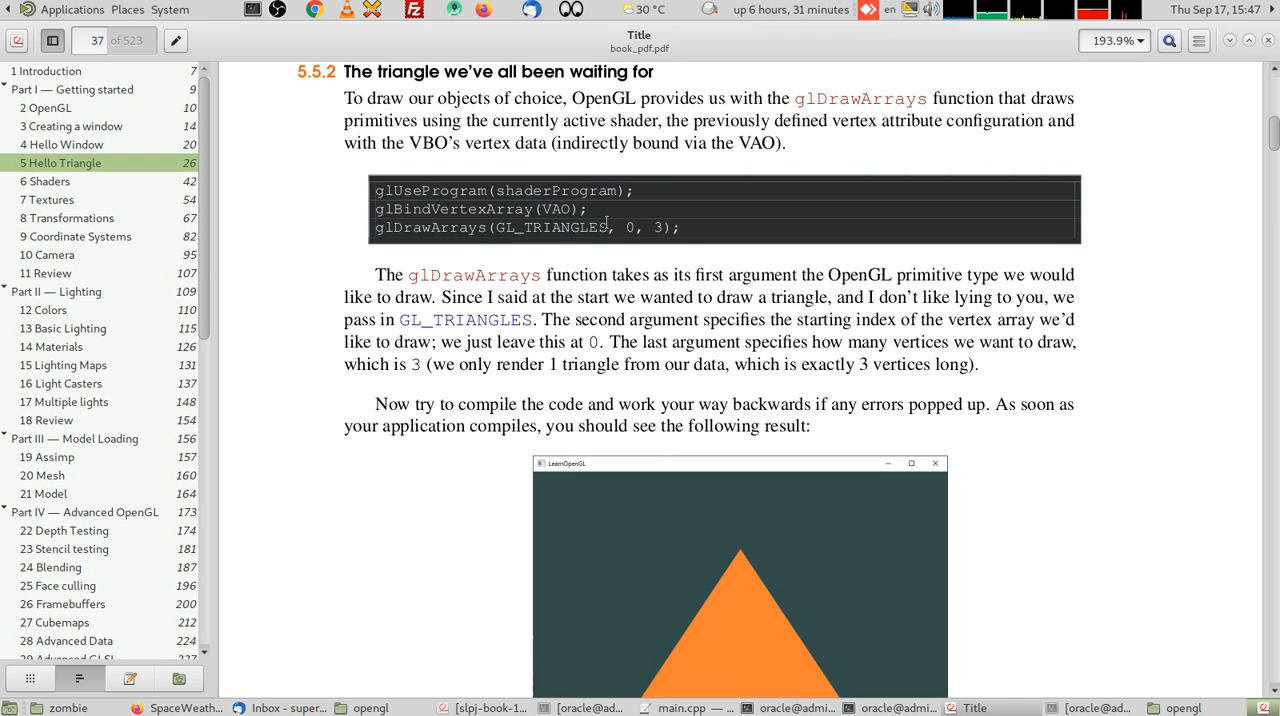 Applications Places System
30 °C
up 6 hours, 31 minutes
en
Thu Sep 17, 15:47
37 of 523
Title
book_pdf.pdf
193.9%
1 Introduction 7
Part I — Getting started 9
2 OpenGL 10
3 Creating a window 14
4 Hello Window 20
5 Hello Triangle 26
6 Shaders 42
7 Textures 54
8 Transformations 67
9 Coordinate Systems 82
10 Camera 95
11 Review 107
Part II — Lighting 109
12 Colors 110
13 Basic Lighting 115
14 Materials 126
15 Lighting Maps 131
16 Light Casters 137
17 Multiple lights 148
18 Review 154
Part III — Model Loading 156
19 Assimp 157
20 Mesh 160
21 Model 164
Part IV — Advanced OpenGL 173
22 Depth Testing 174
23 Stencil testing 181
24 Blending 187
25 Face culling 196
26 Framebuffers 200
27 Cubemaps 212
28 Advanced Data 224
29 Advanced GLSL 227
5.5.2 The triangle we've all been waiting for
To draw our objects of choice, OpenGL provides us with the glDrawArrays function that draws
primitives using the currently active shader, the previously defined vertex attribute configuration and
with the VBO's vertex data (indirectly bound via the VAO).
glUseProgram(shaderProgram);
glBindVertexArray(VAO);
glDrawArrays(GL_TRIANGLES, 0, 3);
The glDrawArrays function takes as its first argument the OpenGL primitive type we would
like to draw. Since I said at the start we wanted to draw a triangle, and I don't like lying to you, we
pass in GL_TRIANGLES. The second argument specifies the starting index of the vertex array we'd
like to draw; we just leave this at 0. The last argument specifies how many vertices we want to draw,
which is 3 (we only render 1 triangle from our data, which is exactly 3 vertices long).
Now try to compile the code and work your way backwards if any errors popped up. As soon as
your application compiles, you should see the following result:
LearnOpenGL
zombie
SpaceWeath...
Inbox - super...
opengl
[slpj-book-1...
[oracle@ad...
main.cpp — ...
oracle@admi...
oracle@admi...
Title
[oracle@ad...
opengl